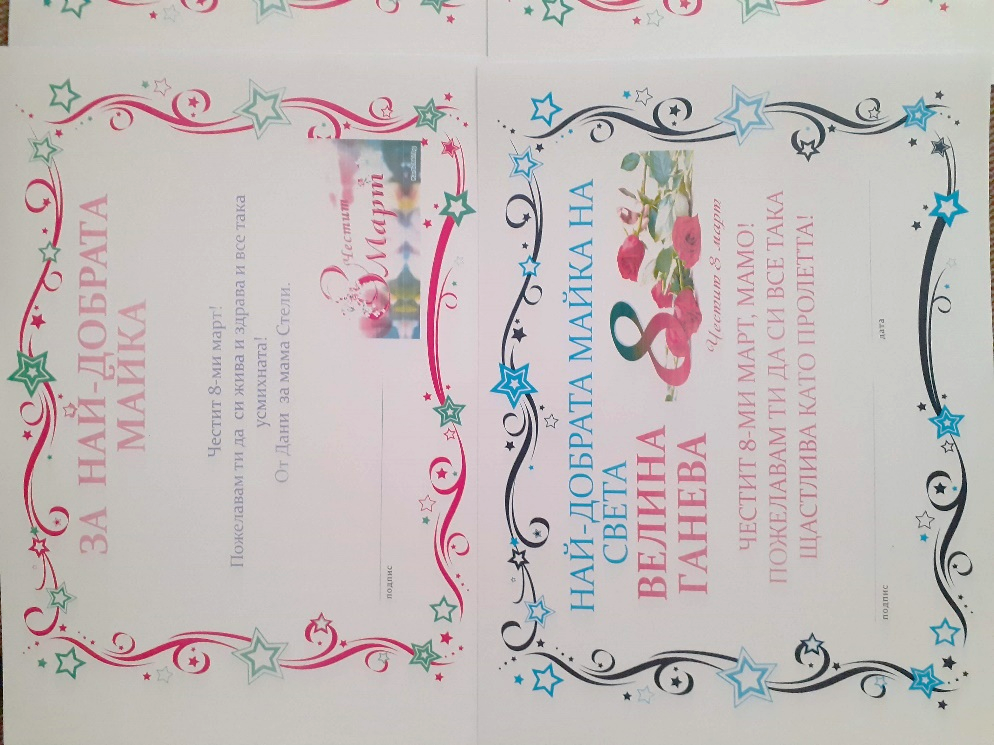 ЗА НАЙ-ДОБРАТА
МАЙКА
Честит 8-ми март!
Пожелавам ти да си жива и здрава и все така
усмихната!
От Дани за мама Стели.
Честит
8 Март
подпис
НАЙ-ДОБРАТА МАЙКА НА
СВЕТА
ВЕЛИНА
ГАНЕВА
8
Честит 8 март
ЧЕСТИТ 8-МИ МАРТ, МАМО!
ПОЖЕЛАВАМ ТИ ДА СИ ВСЕ ТАКА
ЩАСТЛИВА КАТО ПРОЛЕТТА!
подпис
дата